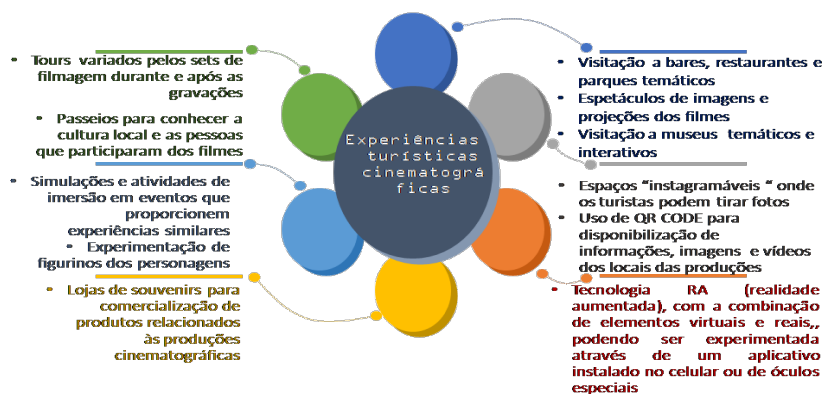 • Tours variados pelos sets de
filmagem durante e após as
gravações
• Passeios para conhecer a
cultura local e as pessoas
que participaram dos filmes
• Simulações e atividades de
imersão em eventos que
proporcionem
experiências similares
• Experimentação de
figurinos dos personagens
• Lojas de souvenirs para
comercialização de
produtos relacionados
às produções
cinematográficas
Experiências
turísticas
cinematográ
ficas
• Visitação a bares, restaurantes e
parques temáticos
• Espetáculos de imagens e
projeções dos filmes
• Visitação a museus temáticos e
interativos
• Espaços “instagramáveis “ onde
os turistas podem tirar fotos
• Uso de QR CODE para
disponibilização de
informações, imagens e vídeos
dos locais das produções
• Tecnologia RA (realidade
aumentada), com a combinação
de elementos virtuais e reais,,
podendo ser experimentada
através de um aplicativo
instalado no celular ou de óculos
especiais